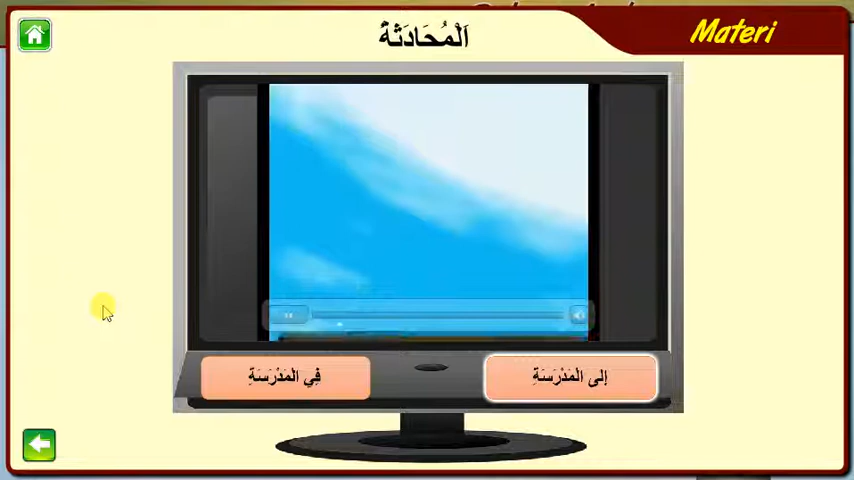 اَلْمُحَادَثَةُ
Materi
إِلَى الْمَدْرَسَةِ
فِي الْمَدْرَسَةِ